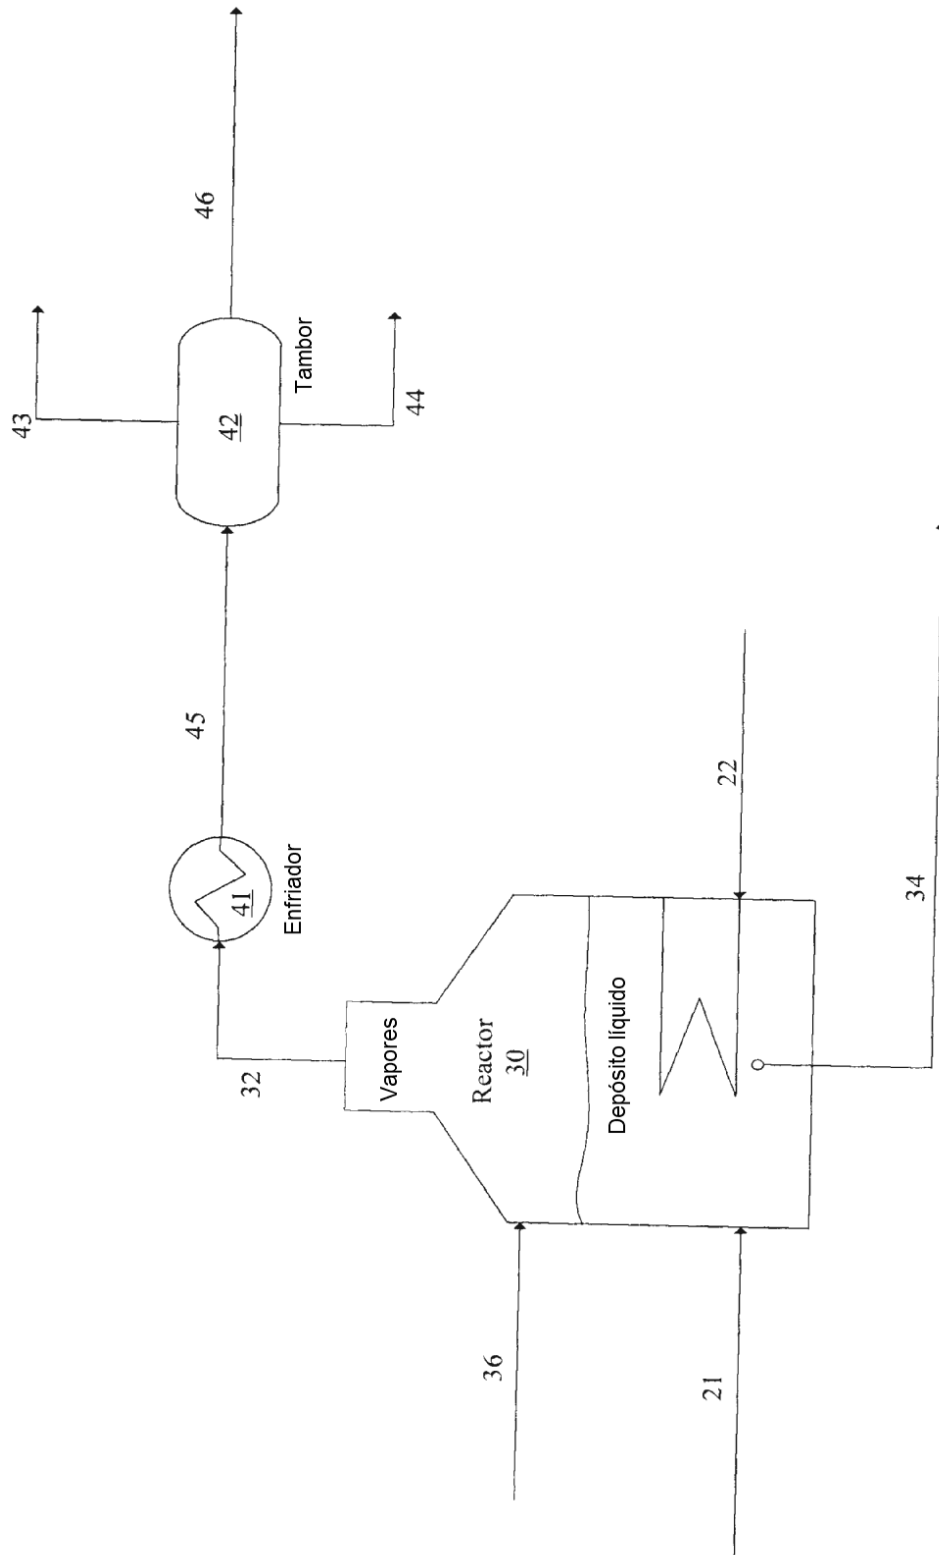 43
46
42
Tambor
44
45
41
Enfriador
32
Vapores
Reactor
30
Depósito líquido
22
34
36
21